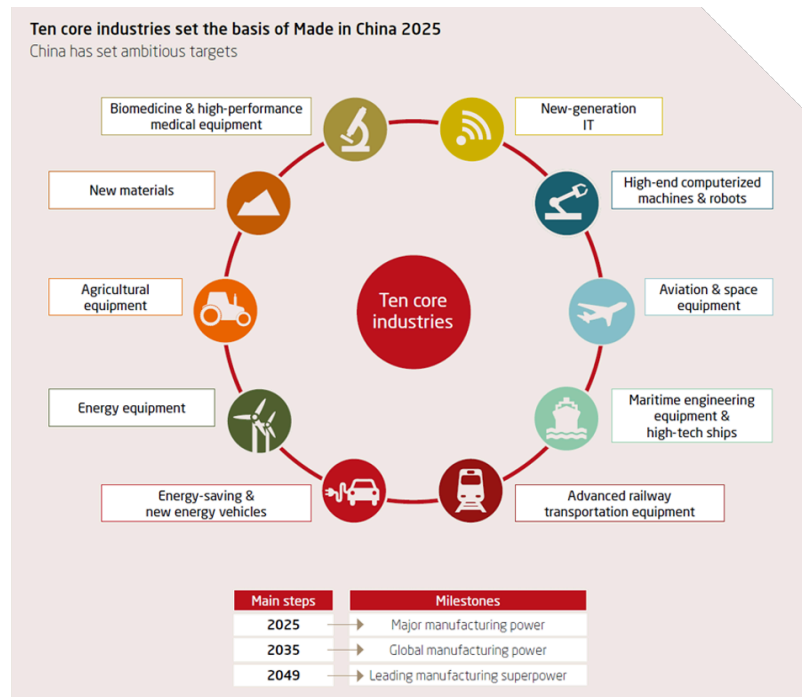 Ten core industries set the basis of Made in China 2025
China has set ambitious targets
Biomedicine & high-performance
medical equipment
New-generation
IT
New materials
High-end computerized
machines & robots
Agricultural
equipment
Ten core
industries
Aviation & space
equipment
Energy equipment
Maritime engineering
equipment &
high-tech ships
Energy-saving &
new energy vehicles
Advanced railway
transportation equipment
Main steps Milestones
2025 Major manufacturing power
2035 Global manufacturing power
2049 Leading manufacturing superpower